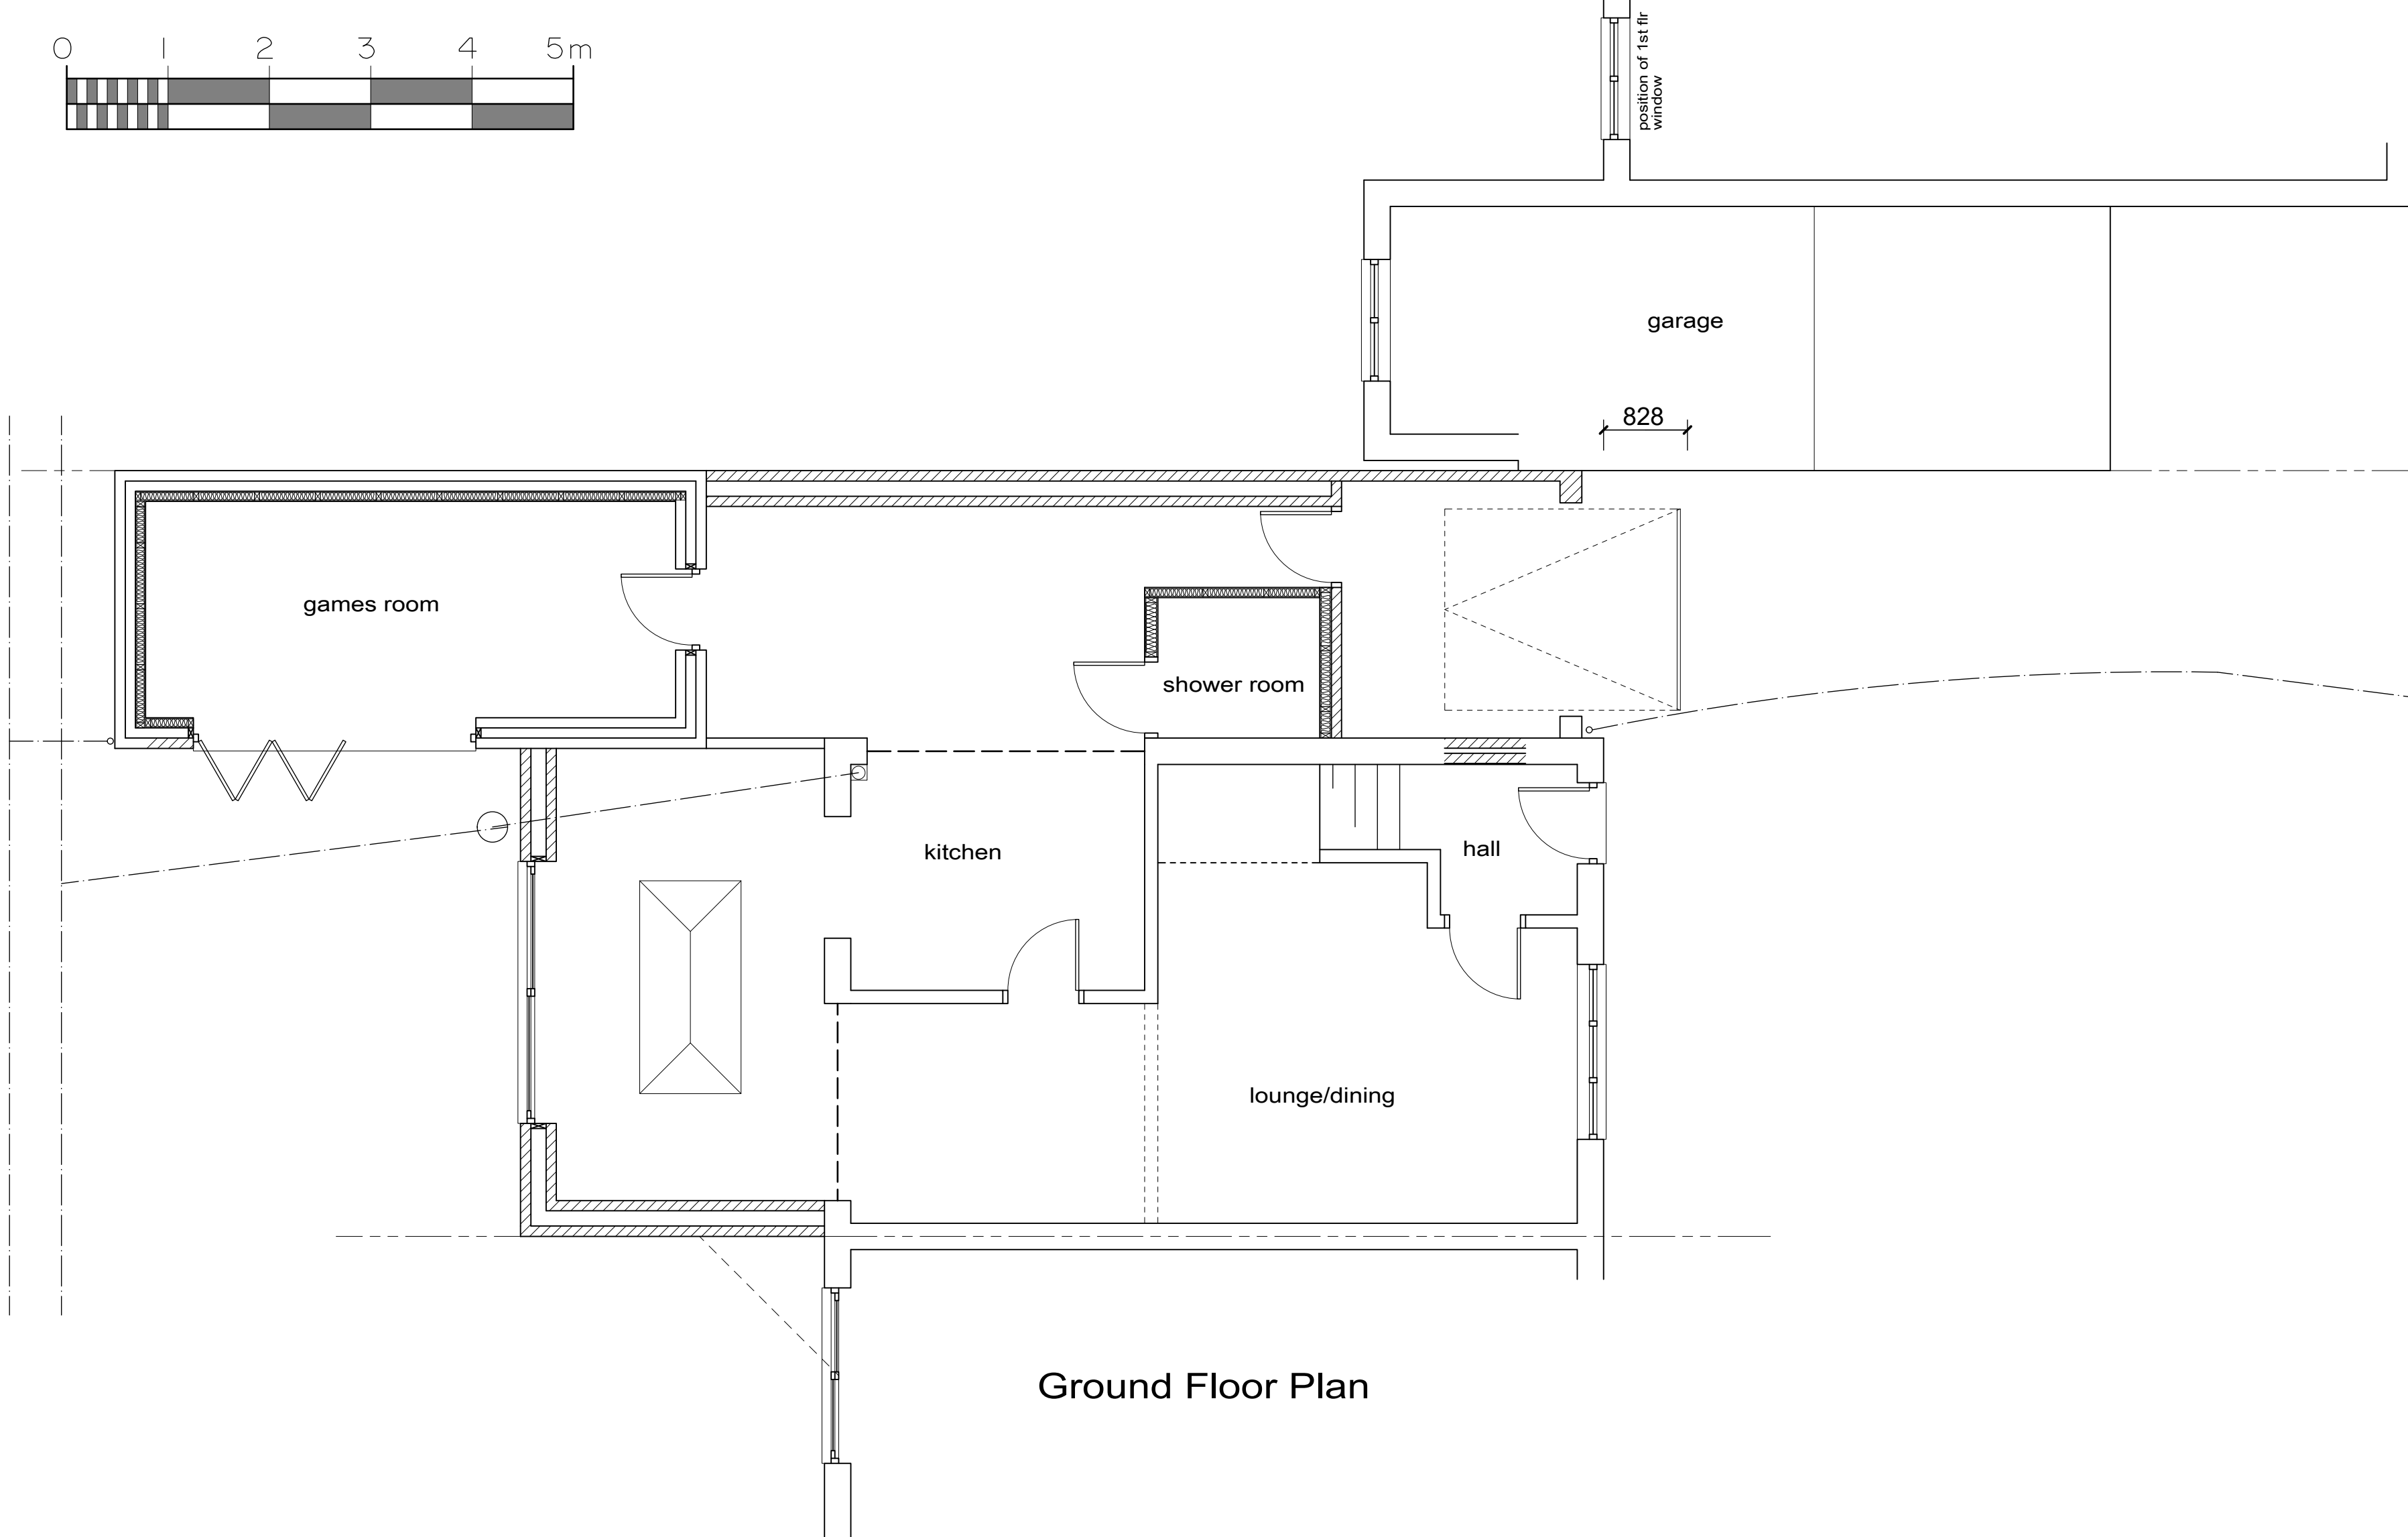 0 1 2 3 4 5m
position of 1st flr
window
garage
828
games room
shower room
kitchen
hall
lounge/dining
Ground Floor Plan